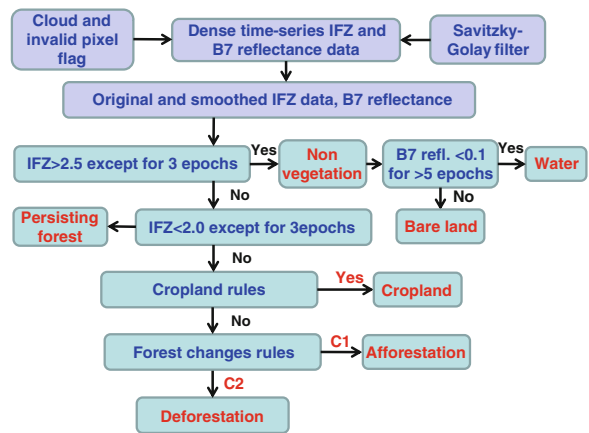 Cloud and
invalid pixel
flag
Dense time-series IFZ and
B7 reflectance data
Savitzky-
Golay filter
Original and smoothed IFZ data, B7 reflectance
IFZ>2.5 except for 3 epochs
Yes
Non
vegetation
B7 refl. <0.1
for >5 epochs
Yes
Water
No
No
Bare land
Persisting
forest
IFZ<2.0 except for 3epochs
No
Cropland rules
Yes
Cropland
No
Forest changes rules
C1
Afforestation
C2
Deforestation